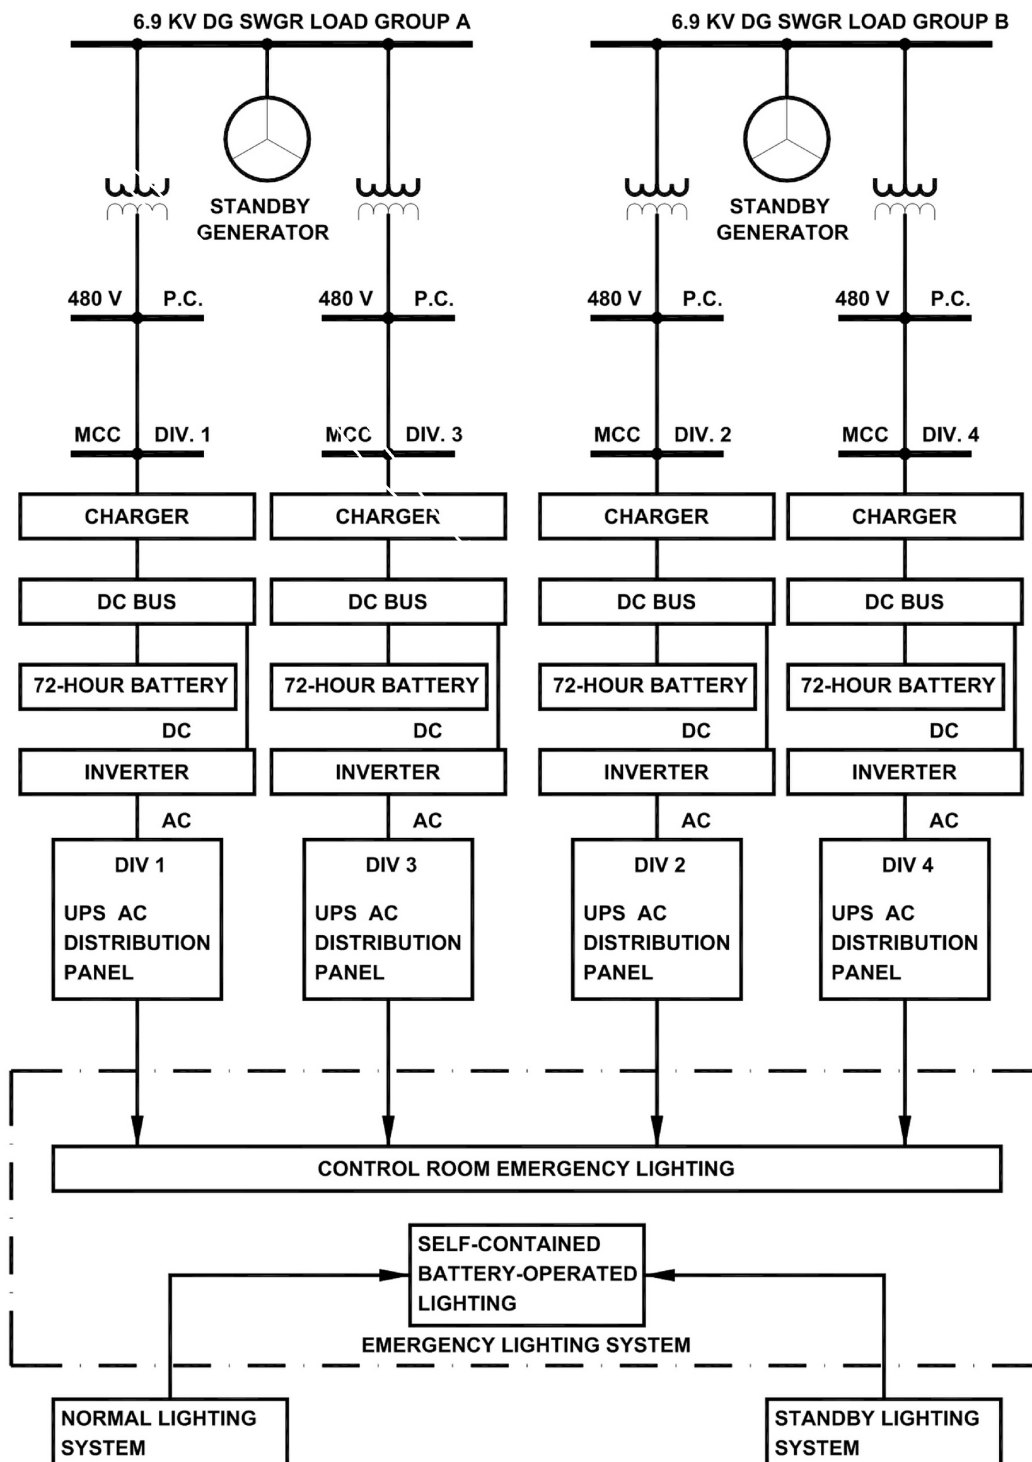 6.9 KV DG SWGR LOAD GROUP A
6.9 KV DG SWGR LOAD GROUP B
STANDBY
GENERATOR
STANDBY
GENERATOR
480 V P.C.
480 V P.C.
480 V P.C.
480 V P.C.
MCC DIV. 1
MCC DIV. 3
MCC DIV. 2
MCC DIV. 4
CHARGER
CHARGER
CHARGER
CHARGER
DC BUS
DC BUS
DC BUS
DC BUS
72-HOUR BATTERY
72-HOUR BATTERY
72-HOUR BATTERY
72-HOUR BATTERY
DC
DC
DC
DC
INVERTER
INVERTER
INVERTER
INVERTER
AC
AC
AC
AC
DIV 1
UPS AC
DISTRIBUTION
PANEL
DIV 3
UPS AC
DISTRIBUTION
PANEL
DIV 2
UPS AC
DISTRIBUTION
PANEL
DIV 4
UPS AC
DISTRIBUTION
PANEL
CONTROL ROOM EMERGENCY LIGHTING
SELF-CONTAINED
BATTERY-OPERATED
LIGHTING
EMERGENCY LIGHTING SYSTEM
NORMAL LIGHTING
SYSTEM
STANDBY LIGHTING
SYSTEM